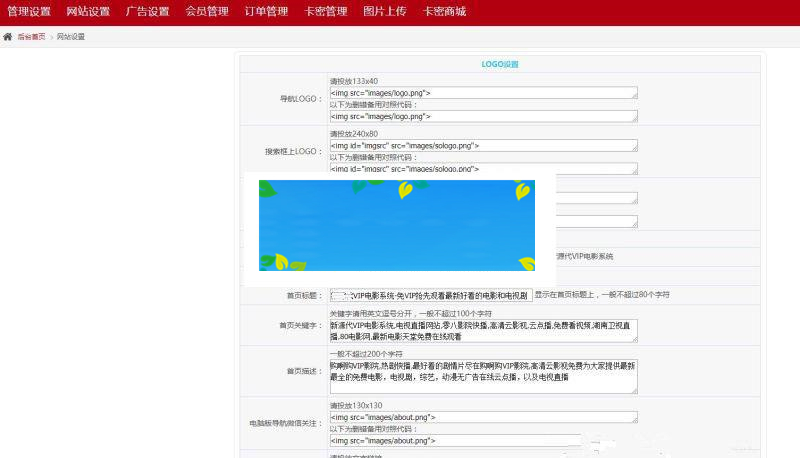 管理设置 网站设置 广告设置 会员管理 订单管理 卡密管理 图片上传 卡密商城
后台首页 > 网站设置
LOGO设置
请投放133x40
导航LOGO：
<img src="images/logo.png">
以下为删错备用对照代码：
<img src="images/logo.png">
请投放240x80
搜索框上LOGO：
<img id="imgsrc" src="images/sologo.png">
以下为删错备用对照代码：
<img id="imgsrc" src="images/sologo.png">
源代VIP电影系统
首页标题：
代VIP电影系统-免VIP抢先观看最新好看的电影和电视剧 显示在首页标题上，一般不超过80个字符
关键字请用英文逗号分开，一般不超过100个字符
首页关键字：
新源代VIP电影系统,电视直播网站,零八影院快播,高清云影视,云点播,免费看视频,湖南卫视直
播,80电影网,最新电影天堂免费在线观看
一般不超过200个字符
首页描述：
购啊购VIP影院,热剧快播,最好看的剧情片尽在购啊购VIP影院,高清云影视免费为大家提供最新
最全的免费电影，电视剧，综艺，动漫无广告在线云点播，以及电视直播
请投放130x130
电脑版导航微信关注：
<img src="images/about.png">
以下为删错备用对照代码：
<img src="images/about.png">